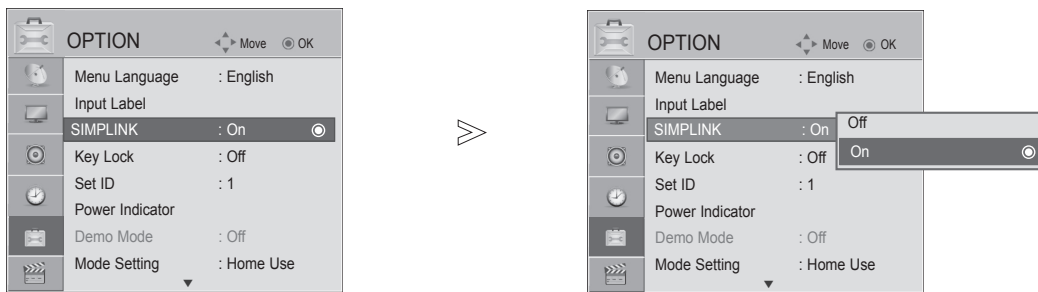 OPTION Move OK
Menu Language : English
Input Label
SIMPLINK : On
Key Lock : Off
Set ID : 1
Power Indicator
Demo Mode : Off
Mode Setting : Home Use
OPTION Move OK
Menu Language : English
Input Label
SIMPLINK : On
Key Lock : Off
Set ID : 1
Power Indicator
Demo Mode : Off
Mode Setting : Home Use
Off
On